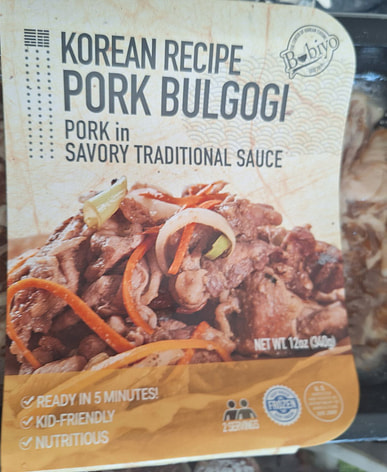 KOREAN RECIPE
PORK BULGOGI
PORK in
SAVORY TRADITIONAL SAUCE
NET WT. 12oz (340g)
READY IN 5 MINUTES!
KID-FRIENDLY
NUTRITIOUS
2 SERVINGS
FROZEN